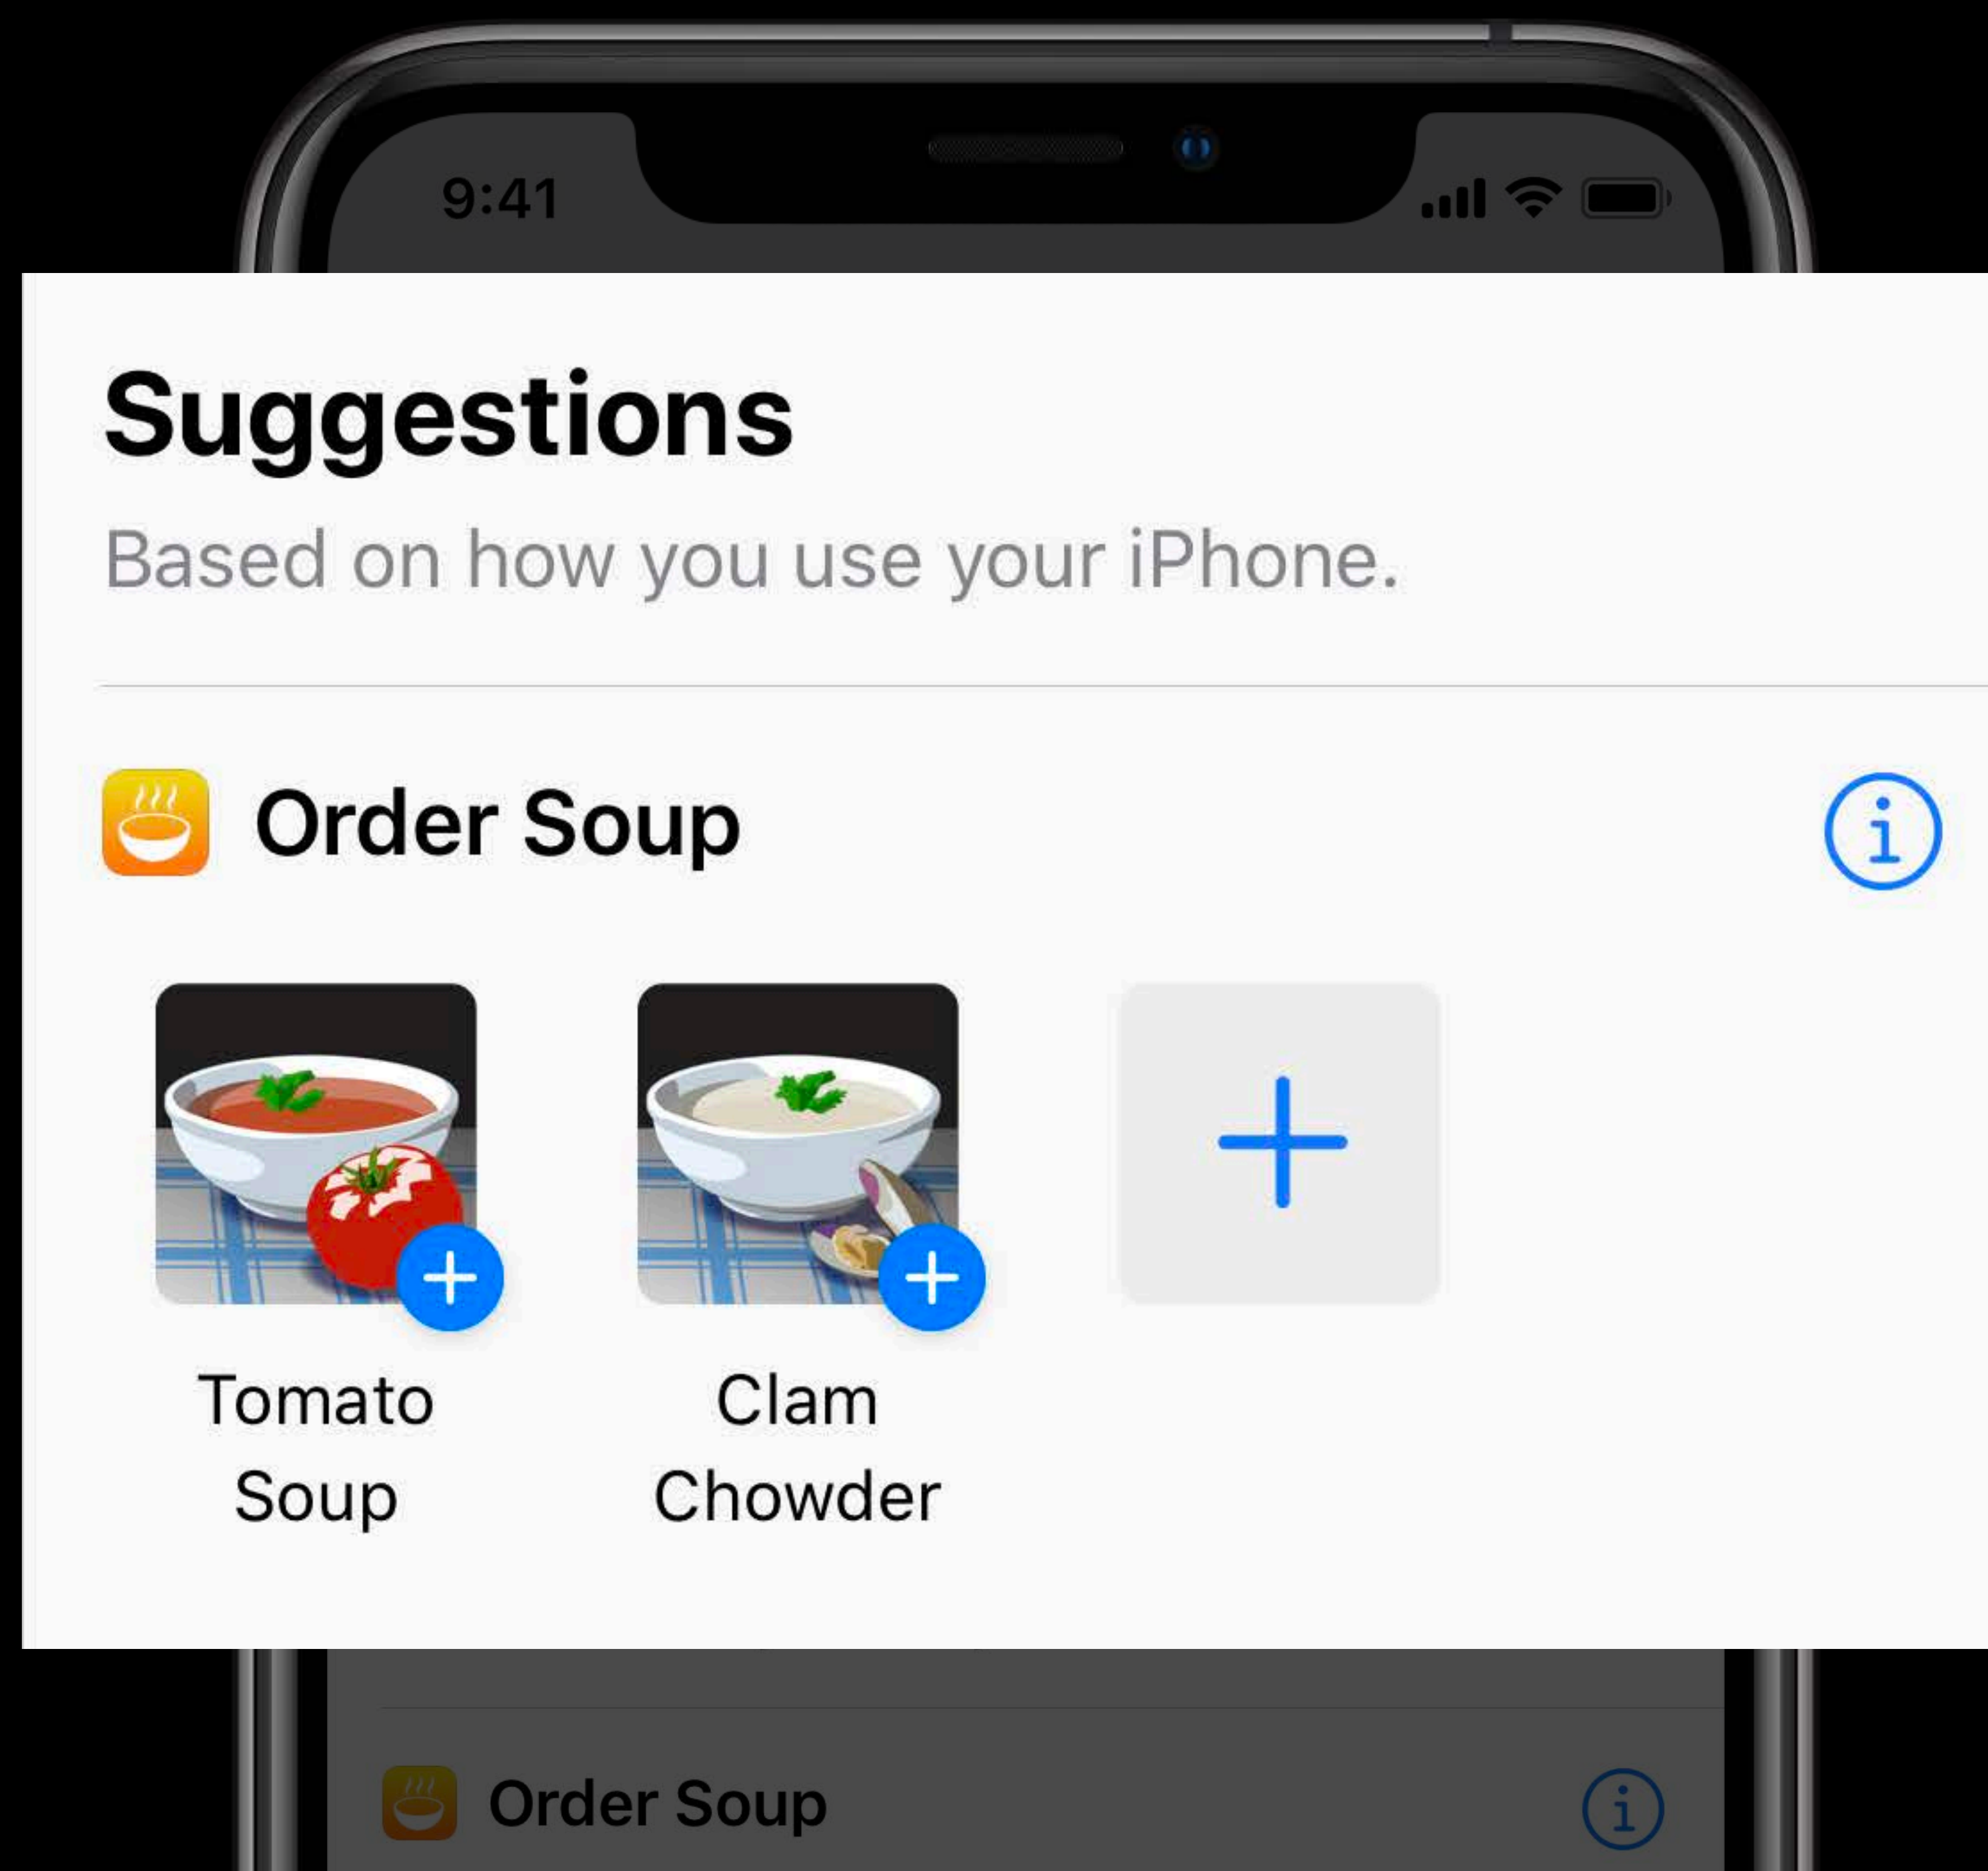 9:41
Suggestions
Based on how you use your iPhone.
Order Soup
Tomato
Soup
Clam
Chowder
Order Soup